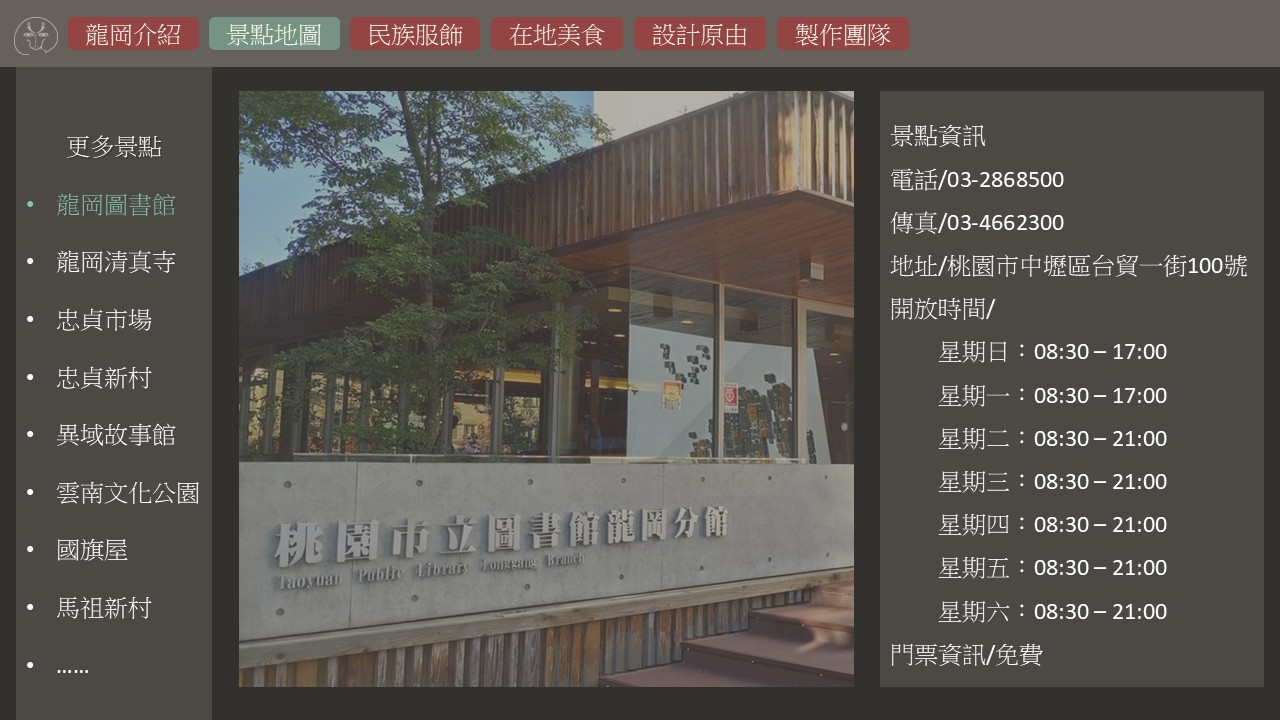 龍岡介紹
景點地圖
民族服飾
在地美食
設計原由
製作團隊
更多景點
• 龍岡圖書館
• 龍岡清真寺
• 忠貞市場
• 忠貞新村
• 異域故事館
• 雲南文化公園
• 國旗屋
• 馬祖新村
• ……
桃園市立圖書館龍岡分館
Taoyuan Public Library Longgang Branch
景點資訊
電話/03-2868500
傳真/03-4662300
地址/桃園市中壢區台貿一街100號
開放時間/
星期日：08:30 – 17:00
星期一：08:30 – 17:00
星期二：08:30 – 21:00
星期三：08:30 – 21:00
星期四：08:30 – 21:00
星期五：08:30 – 21:00
星期六：08:30 – 21:00
門票資訊/免費